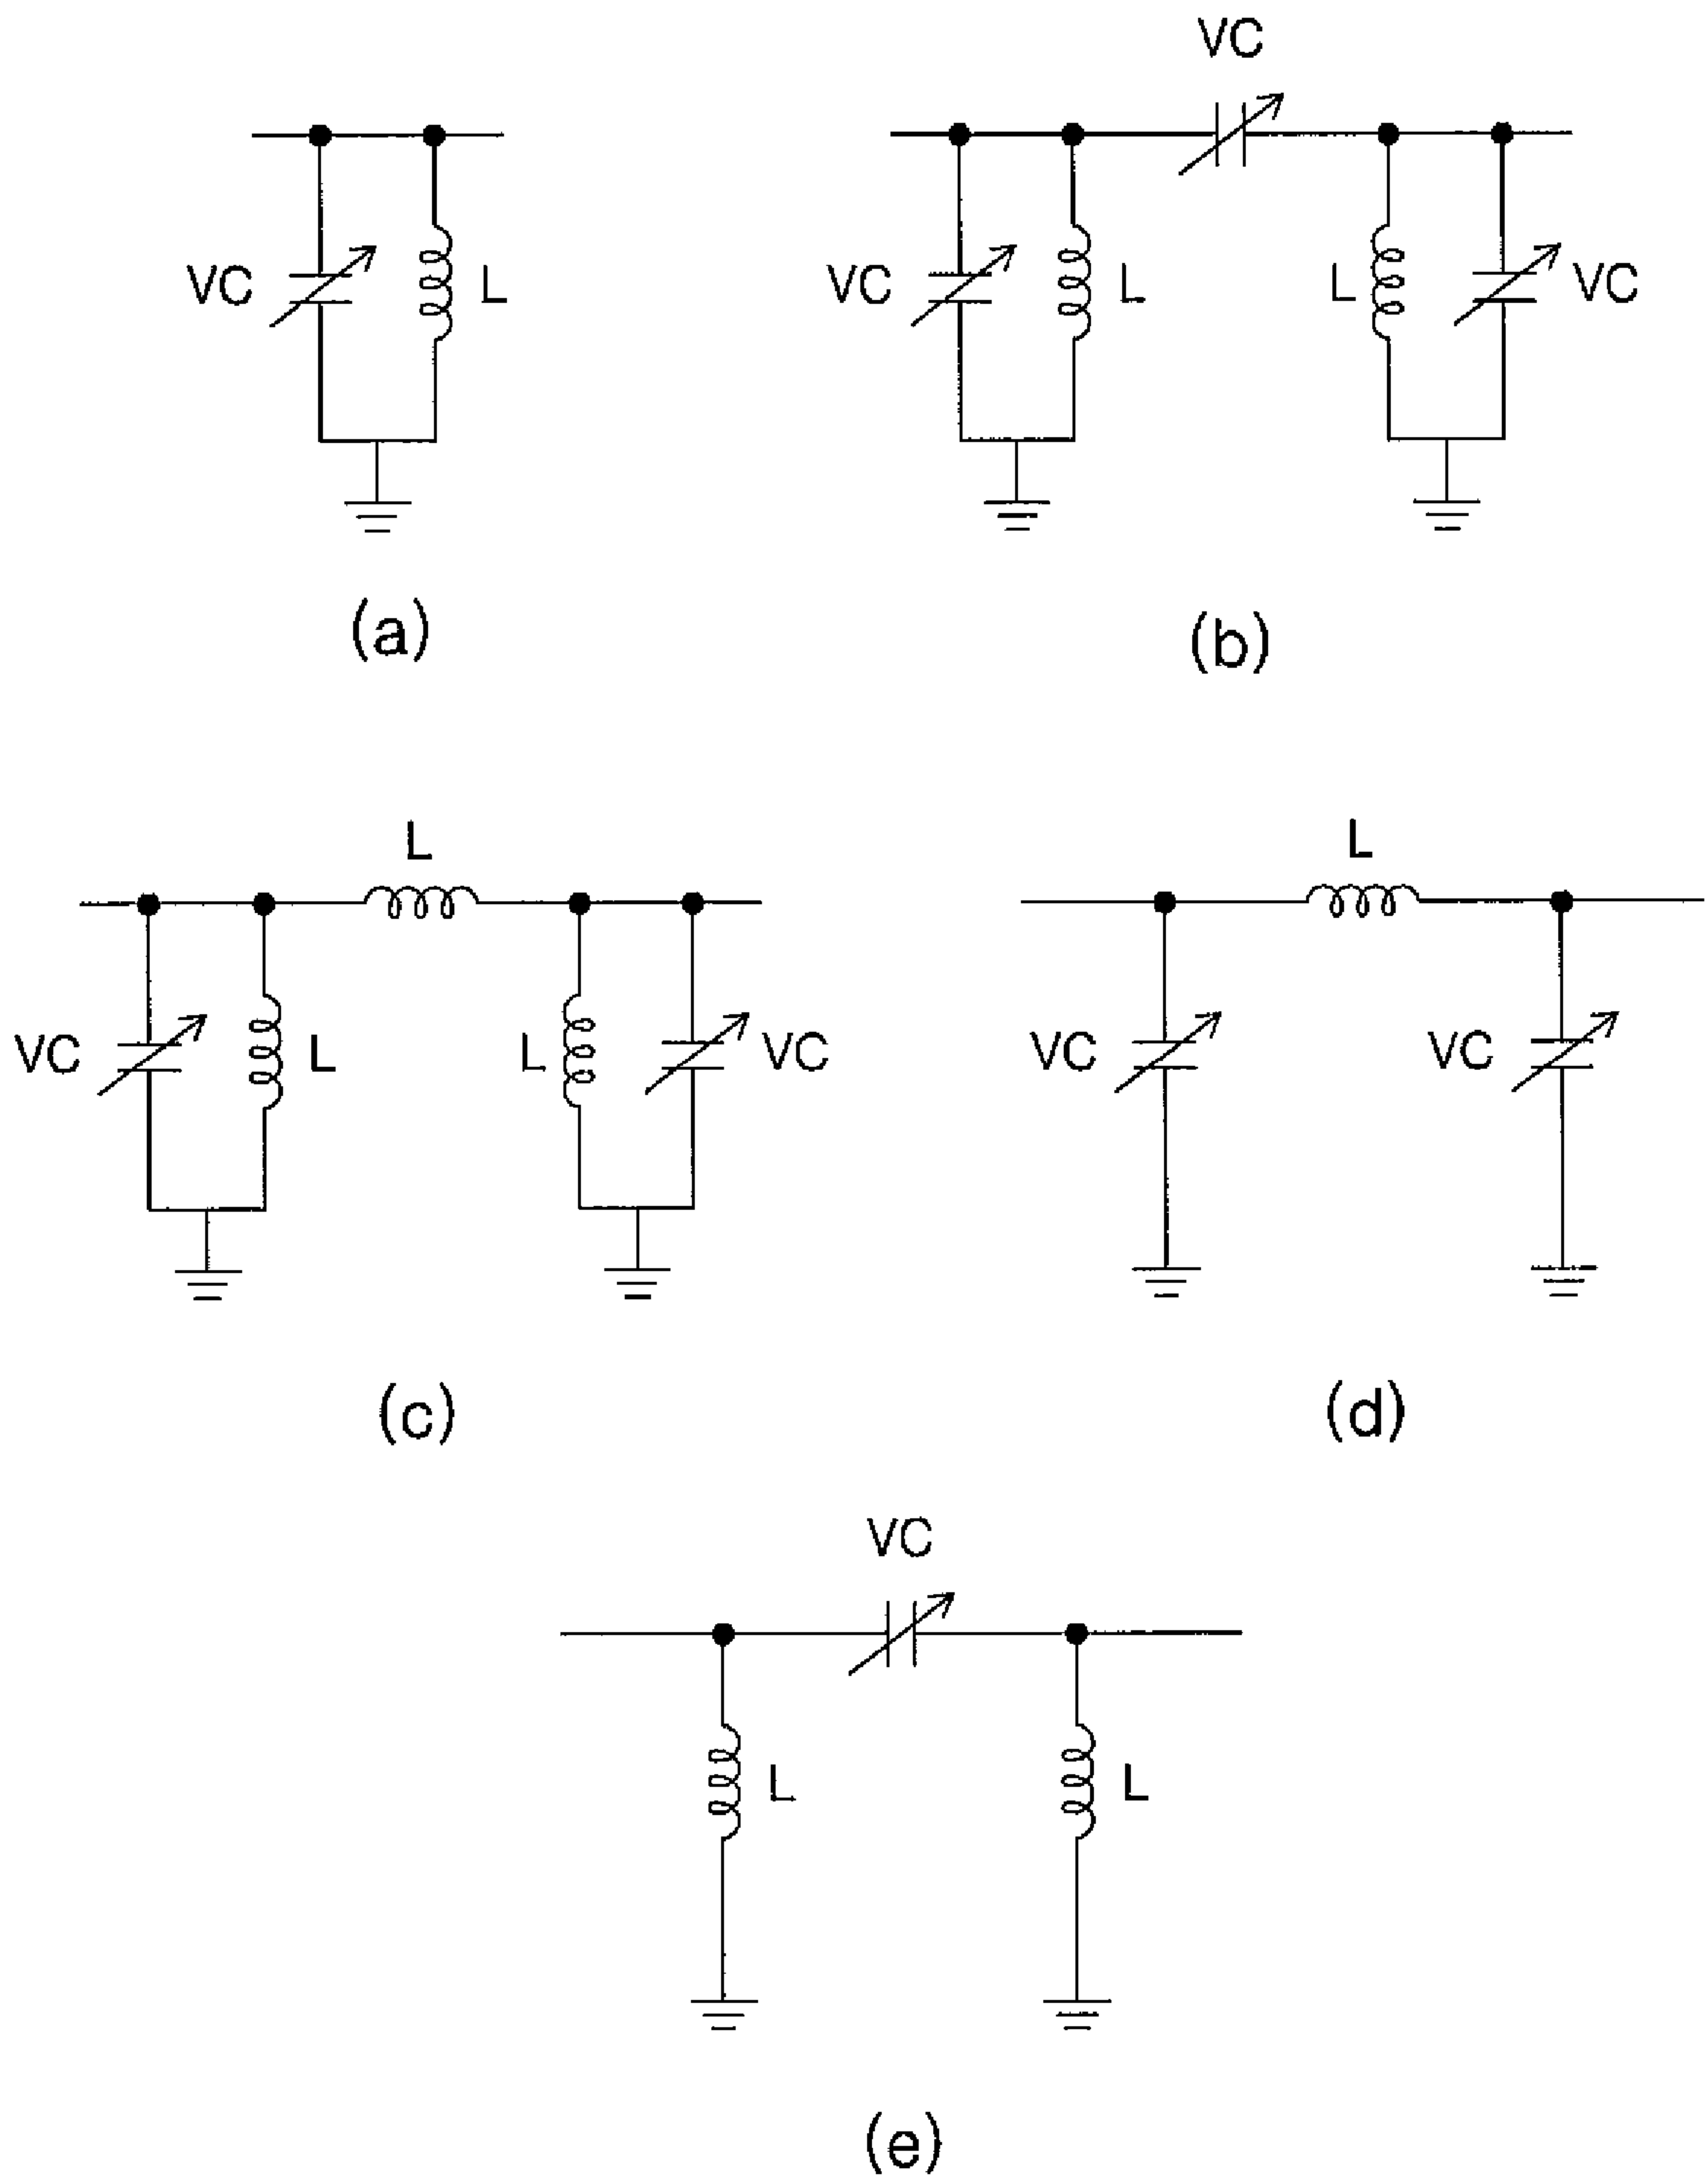 VC
VC L
VC L L VC
(a)
(b)
L L
VC L L VC VC VC
(c) (d)
VC
L L
(e)